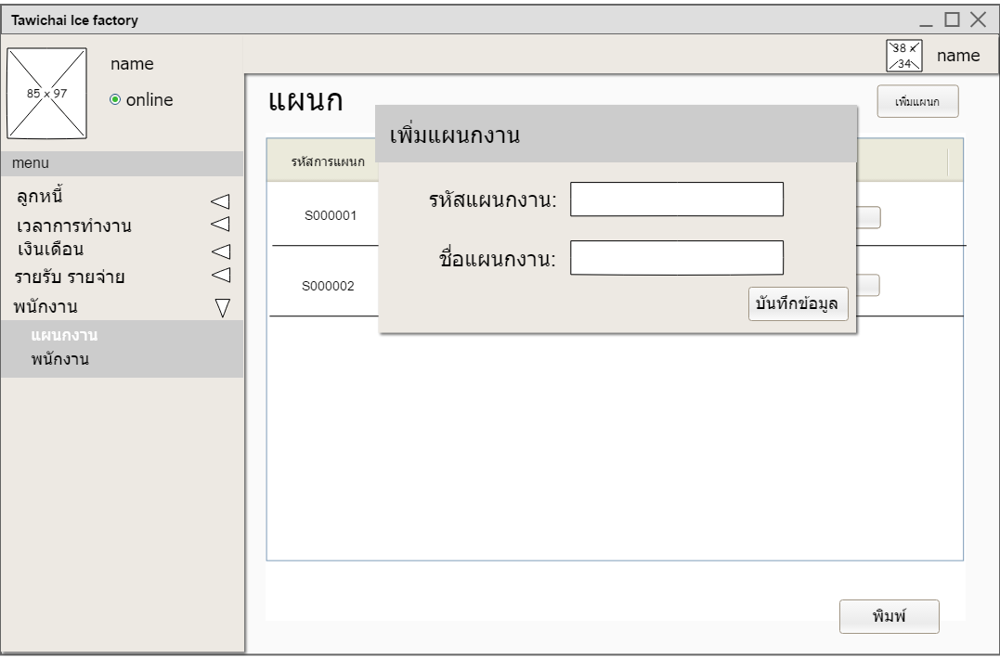 Tawichai Ice factory
85 x 97
name
online
38 x
34
name
menu
ลูกหนี้
เวลาการทำงาน
เงินเดือน
รายรับ รายจ่าย
พนักงาน
แผนกงาน
พนักงาน
แผนก
เพิ่มแผนก
รหัสการแผนก
S000001
S000002
เพิ่มแผนกงาน
รหัสแผนกงาน:
ชื่อแผนกงาน:
บันทึกข้อมูล
พิมพ์